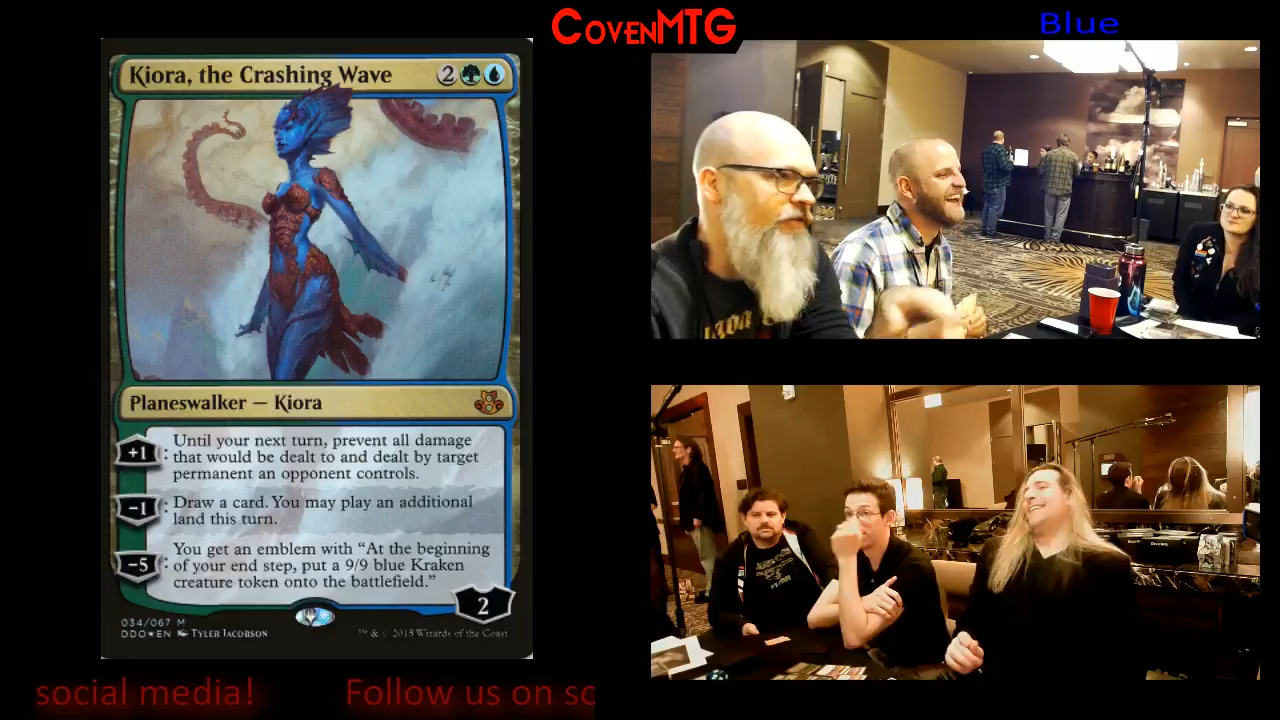 CovenMTG
Blue
Kiora, the Crashing Wave 2
Planeswalker — Kiora
+1: Until your next turn, prevent all damage
that would be dealt to and dealt by target
permanent an opponent controls.
-1: Draw a card. You may play an additional
land this turn.
-5: You get an emblem with “At the beginning
of your end step, put a 9/9 blue Kraken
creature token onto the battlefield.”
2
034/067 M
DDO★EN Tyler Jacobson
™ & © 2015 Wizards of the Coast
social media! Follow us on sc